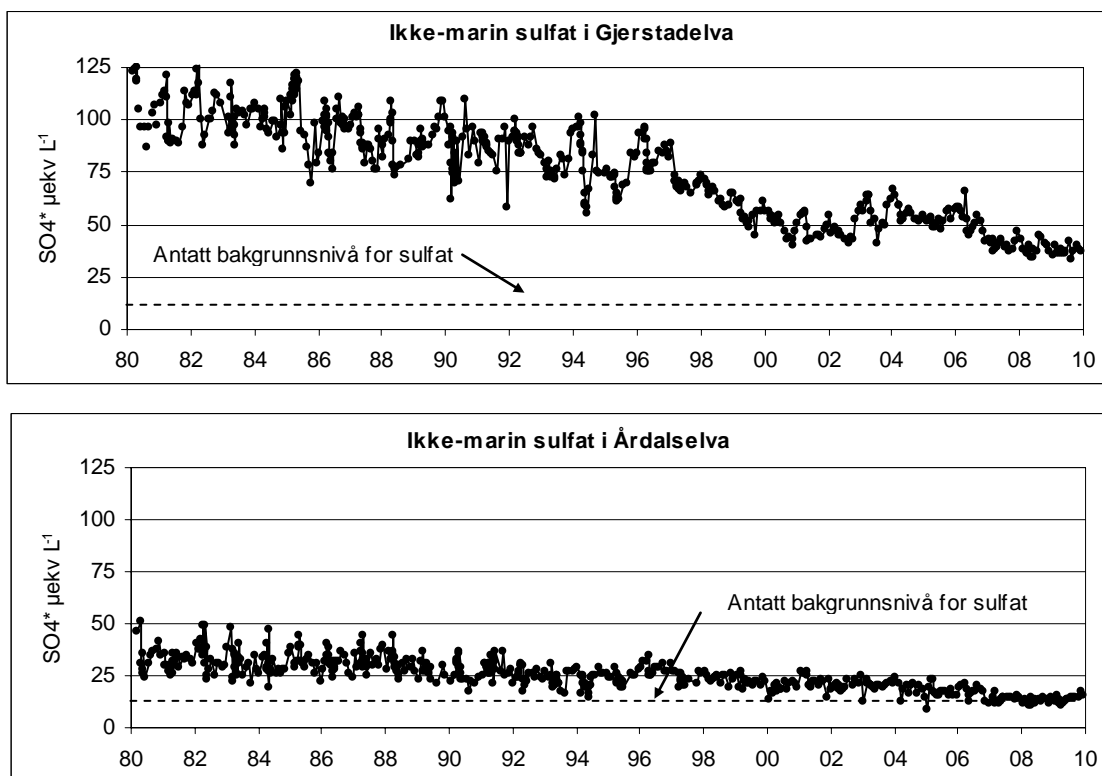 Ikke-marin sulfat i Gjerstadelva
SO4* µekv L-1
125
100
75
50
25
0
Antatt bakgrunnsnivå for sulfat
80 82 84 86 88 90 92 94 96 98 00 02 04 06 08 10
Ikke-marin sulfat i Årdalselva
SO4* µekv L-1
125
100
75
50
25
0
Antatt bakgrunnsnivå for sulfat
80 82 84 86 88 90 92 94 96 98 00 02 04 06 08 10